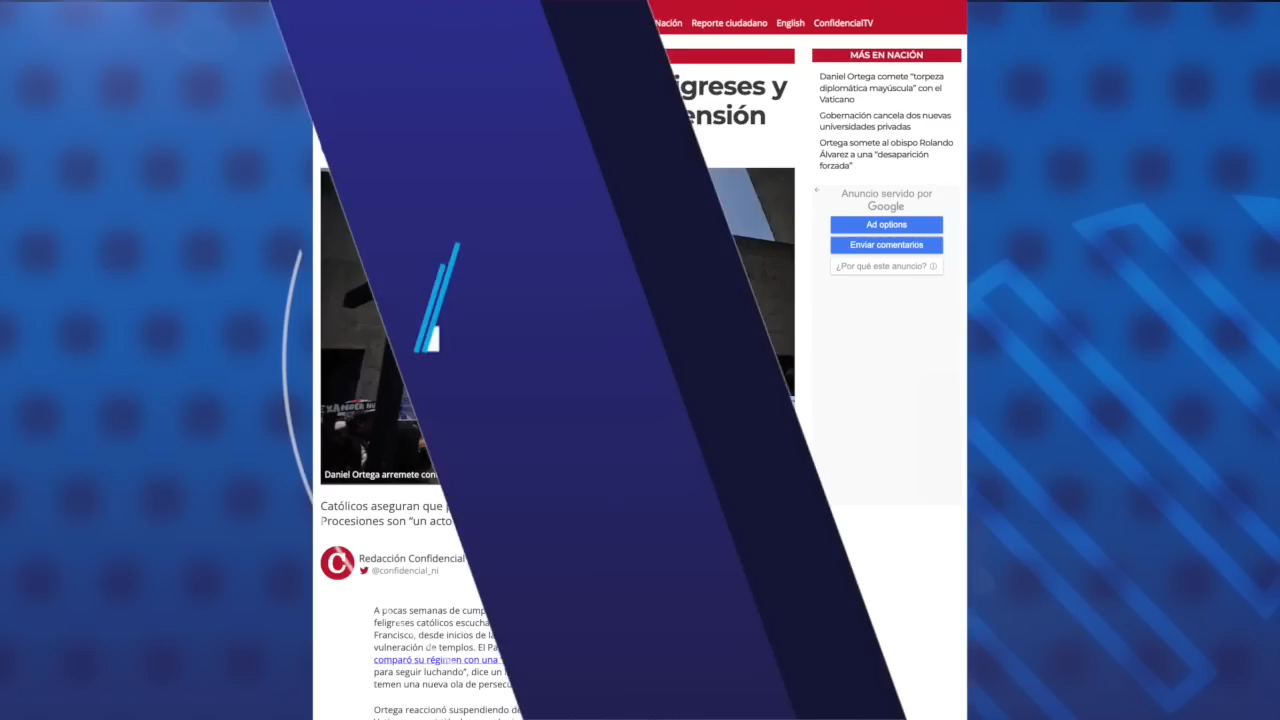 Nación Reporte ciudadano English ConfidencialTV
igreses y
ensión
MÁS EN NACIÓN
Daniel Ortega comete “torpeza
diplomática mayúscula” con el
Vaticano
Gobernación cancela dos nuevas
universidades privadas
Ortega somete al obispo Rolando
Álvarez a una “desaparición
forzada”
Anuncio servido por
Google
Ad options
Enviar comentarios
¿Por qué este anuncio?
Daniel Ortega arremete con
Católicos aseguran que
Procesiones son “un acto
C
Redacción Confidencial
@confidencial_ni
A pocas semanas de cump
feligreses católicos escucha
Francisco, desde inicios de la
vulneración de templos. El Pa
comparó su régimen con una
para seguir luchando”, dice un
temen una nueva ola de persecu
Ortega reaccionó suspendiendo de